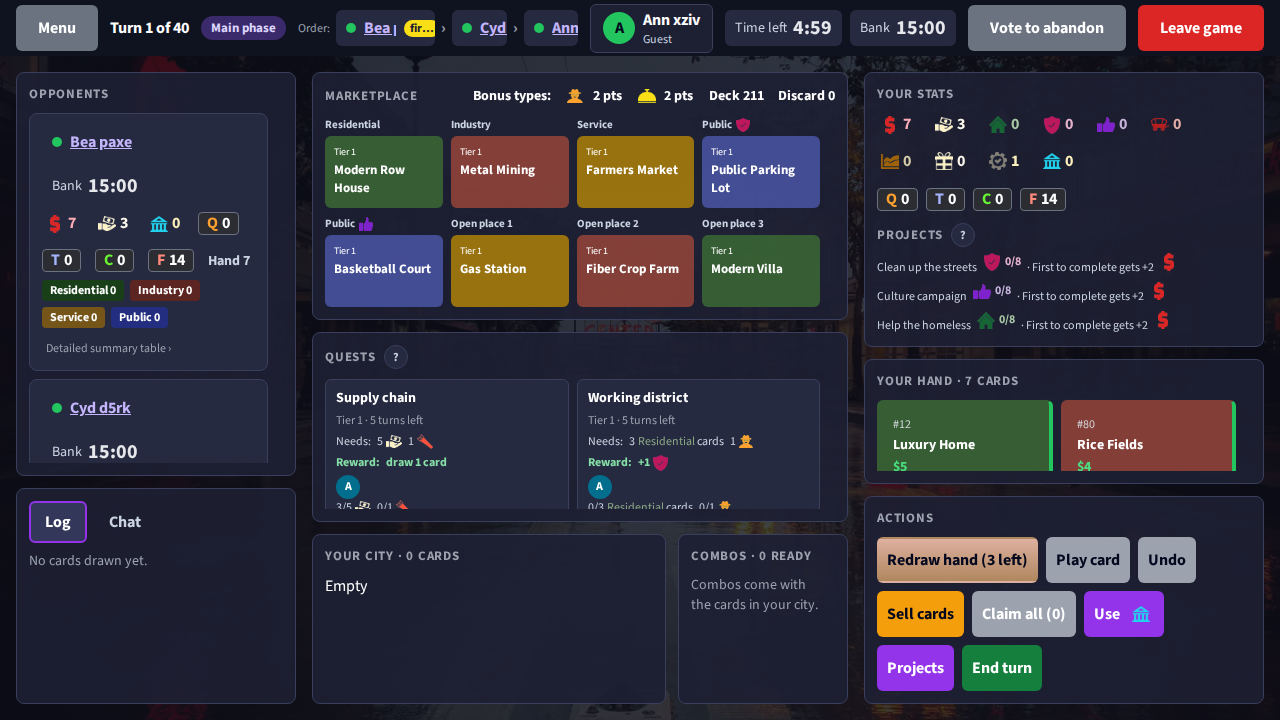 Menu
Turn 1 of 40
Main phase
Order:
Bea
fir...
›
Cyd
›
Ann
A
Ann xziv
Guest
Time left 4:59
Bank 15:00
Vote to abandon
Leave game
OPPONENTS
Bea paxe
Bank 15:00
7
3
0
Q 0
T 0
C 0
F 14
Hand 7
Residential 0
Industry 0
Service 0
Public 0
Detailed summary table ›
Cyd d5rk
Bank 15:00
Log
Chat
No cards drawn yet.
MARKETPLACE
Bonus types:
2 pts
2 pts
Deck 211
Discard 0
Residential
Industry
Service
Public
Tier 1
Modern Row House
Tier 1
Metal Mining
Tier 1
Farmers Market
Tier 1
Public Parking Lot
Public
Open place 1
Open place 2
Open place 3
Tier 1
Basketball Court
Tier 1
Gas Station
Tier 1
Fiber Crop Farm
Tier 1
Modern Villa
QUESTS
?
Supply chain
Tier 1 · 5 turns left
Needs: 5 1
Reward: draw 1 card
A
3/5 0/1
Working district
Tier 1 · 5 turns left
Needs: 3 Residential cards 1
Reward: +1
A
0/3 Residential cards 0/1
YOUR CITY · 0 CARDS
Empty
COMBOS · 0 READY
Combos come with
the cards in your city.
YOUR STATS
7
3
0
0
0
0
0
0
1
0
Q 0
T 0
C 0
F 14
PROJECTS
?
Clean up the streets 0/8 · First to complete gets +2
Culture campaign 0/8 · First to complete gets +2
Help the homeless 0/8 · First to complete gets +2
YOUR HAND · 7 CARDS
#12
Luxury Home
$5
#80
Rice Fields
$4
ACTIONS
Redraw hand (3 left)
Play card
Undo
Sell cards
Claim all (0)
Use
Projects
End turn